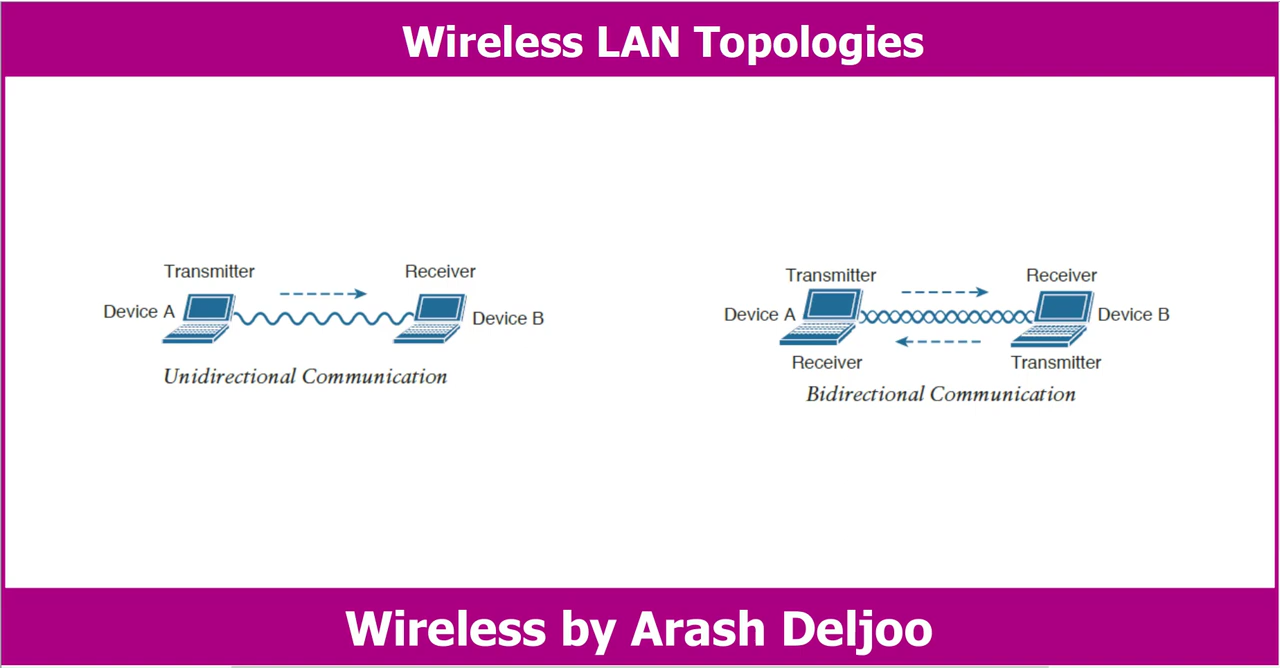 Wireless LAN Topologies
Transmitter
Receiver
Device A
Device B
Unidirectional Communication
Transmitter
Receiver
Device A
Device B
Receiver
Transmitter
Bidirectional Communication
Wireless by Arash Deljoo